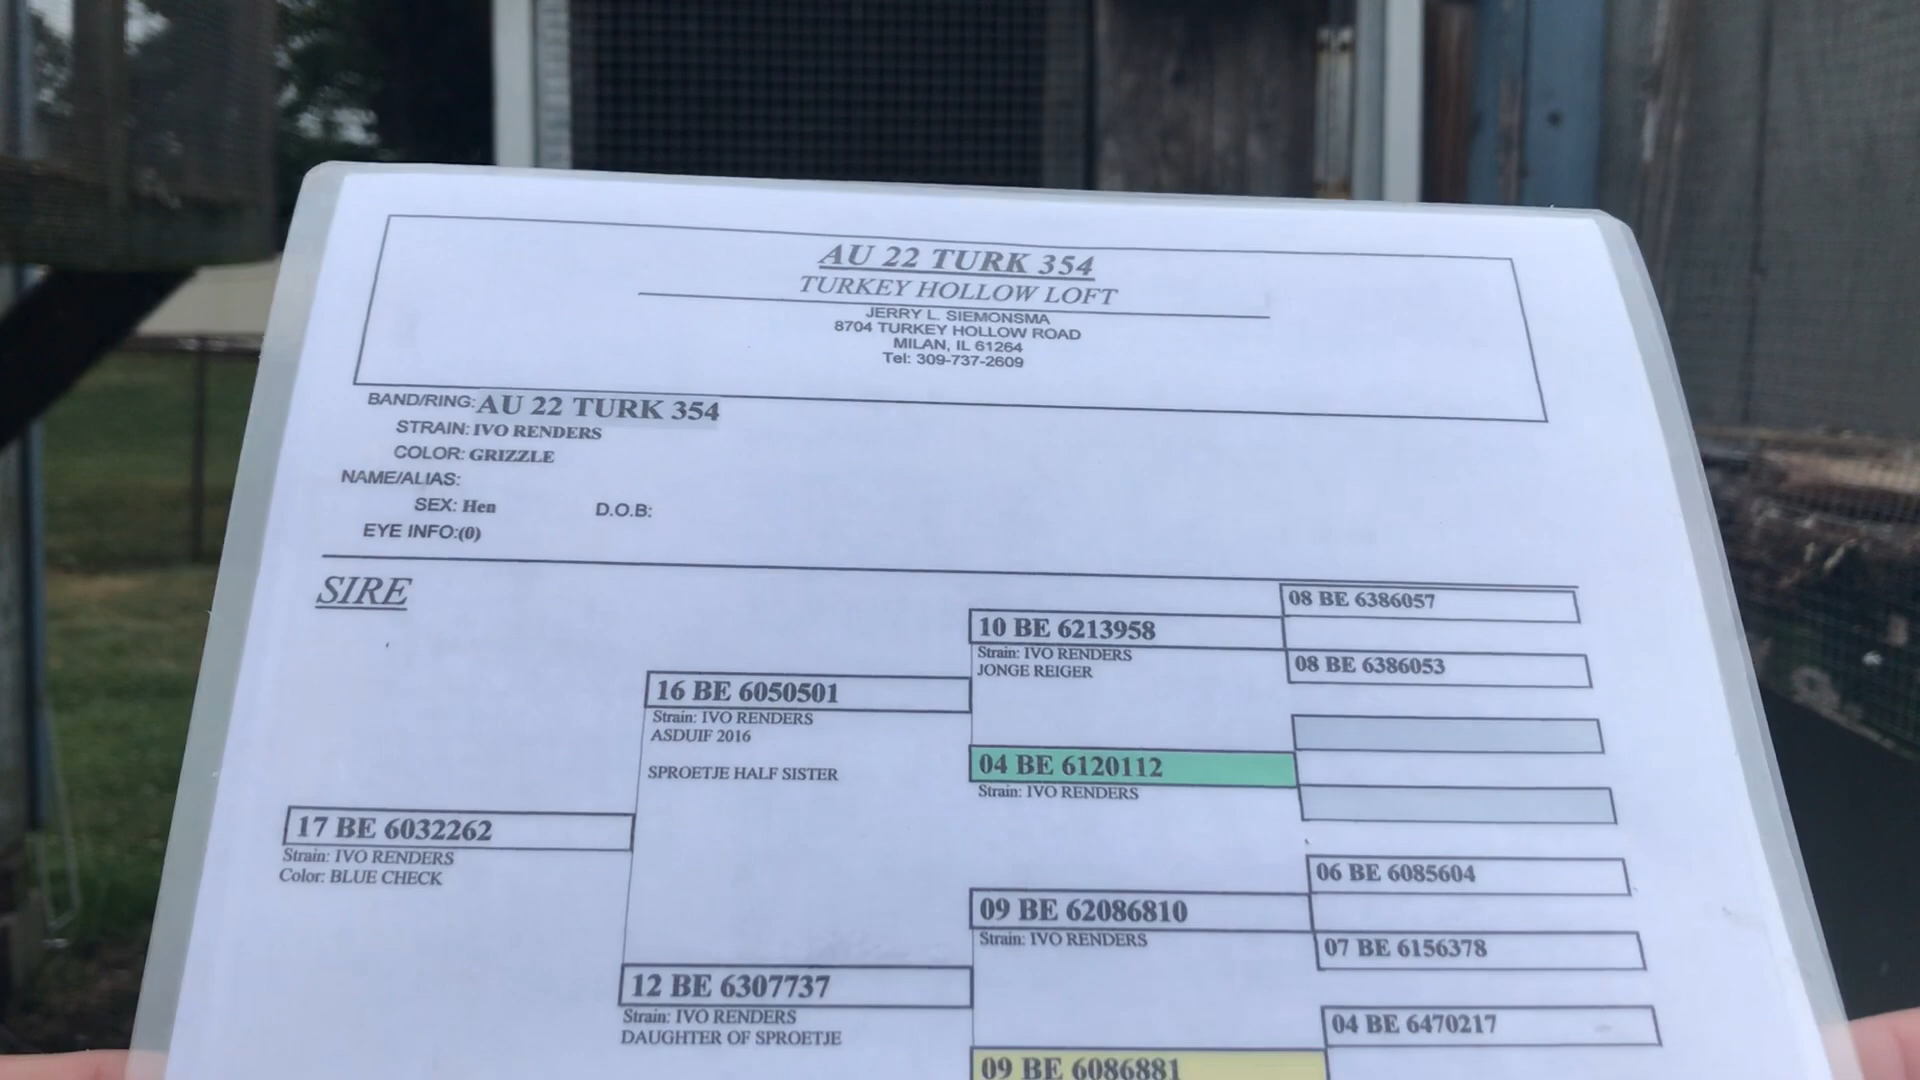 AU 22 TURK 354
TURKEY HOLLOW LOFT
JERRY L. SIEMONSMA
8704 TURKEY HOLLOW ROAD
MILAN, IL 61264
Tel: 309-737-2609
BAND/RING: AU 22 TURK 354
STRAIN: IVO RENDERS
COLOR: GRIZZLE
NAME/ALIAS:
SEX: Hen D.O.B:
EYE INFO:(0)
SIRE
08 BE 6386057
10 BE 6213958
Strain: IVO RENDERS
JONGE REIGER
08 BE 6386053
16 BE 6050501
Strain: IVO RENDERS
ASDUIF 2016
SPROETJE HALF SISTER
04 BE 6120112
Strain: IVO RENDERS
17 BE 6032262
Strain: IVO RENDERS
Color: BLUE CHECK
06 BE 6085604
09 BE 62086810
Strain: IVO RENDERS
07 BE 6156378
12 BE 6307737
Strain: IVO RENDERS
DAUGHTER OF SPROETJE
04 BE 6470217
09 BE 6086881